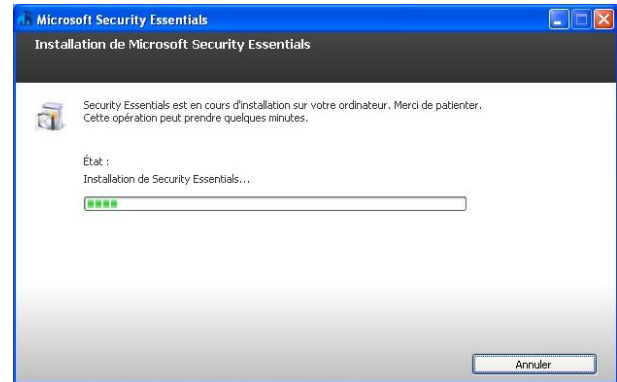 Microsoft Security Essentials
Installation de Microsoft Security Essentials
Security Essentials est en cours d'installation sur votre ordinateur. Merci de patienter.
Cette opération peut prendre quelques minutes.
État :
Installation de Security Essentials...
Annuler